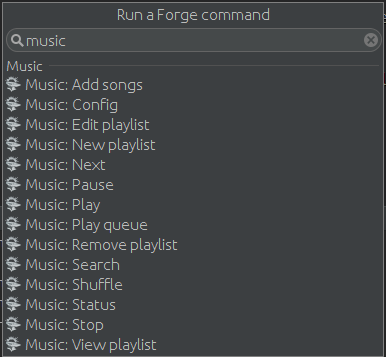 Run a Forge command
music
Music
Music: Add songs
Music: Config
Music: Edit playlist
Music: New playlist
Music: Next
Music: Pause
Music: Play
Music: Play queue
Music: Remove playlist
Music: Search
Music: Shuffle
Music: Status
Music: Stop
Music: View playlist